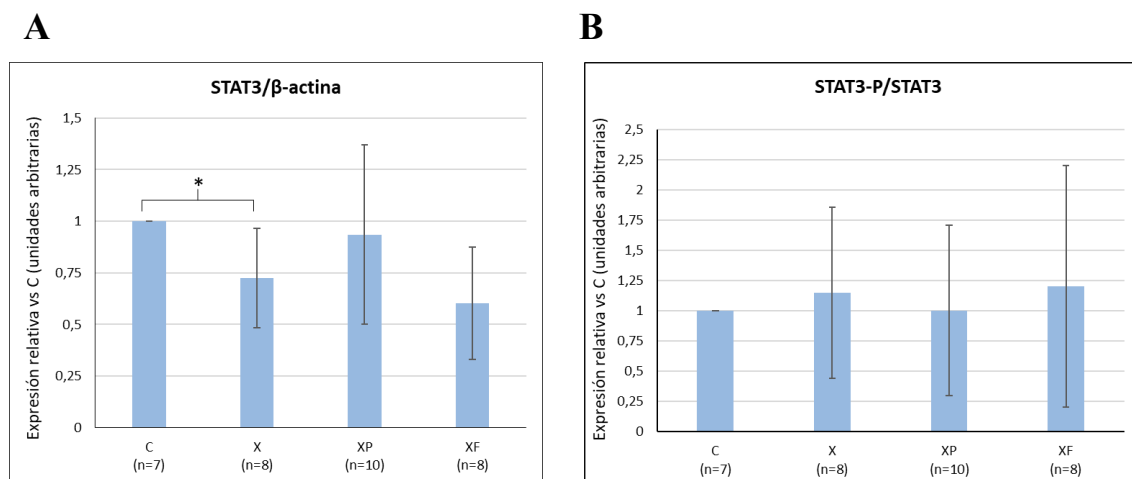 A
STAT3/β-actina
Expresión relativa vs C (unidades arbitrarias)
1,5
1,25
1
0,75
0,5
0,25
0
*
C
(n=7)
X
(n=8)
XP
(n=10)
XF
(n=8)
B
STAT3-P/STAT3
Expresión relativa vs C (unidades arbitrarias)
2,5
2,25
2
1,75
1,5
1,25
1
0,75
0,5
0,25
0
C
(n=7)
X
(n=8)
XP
(n=10)
XF
(n=8)